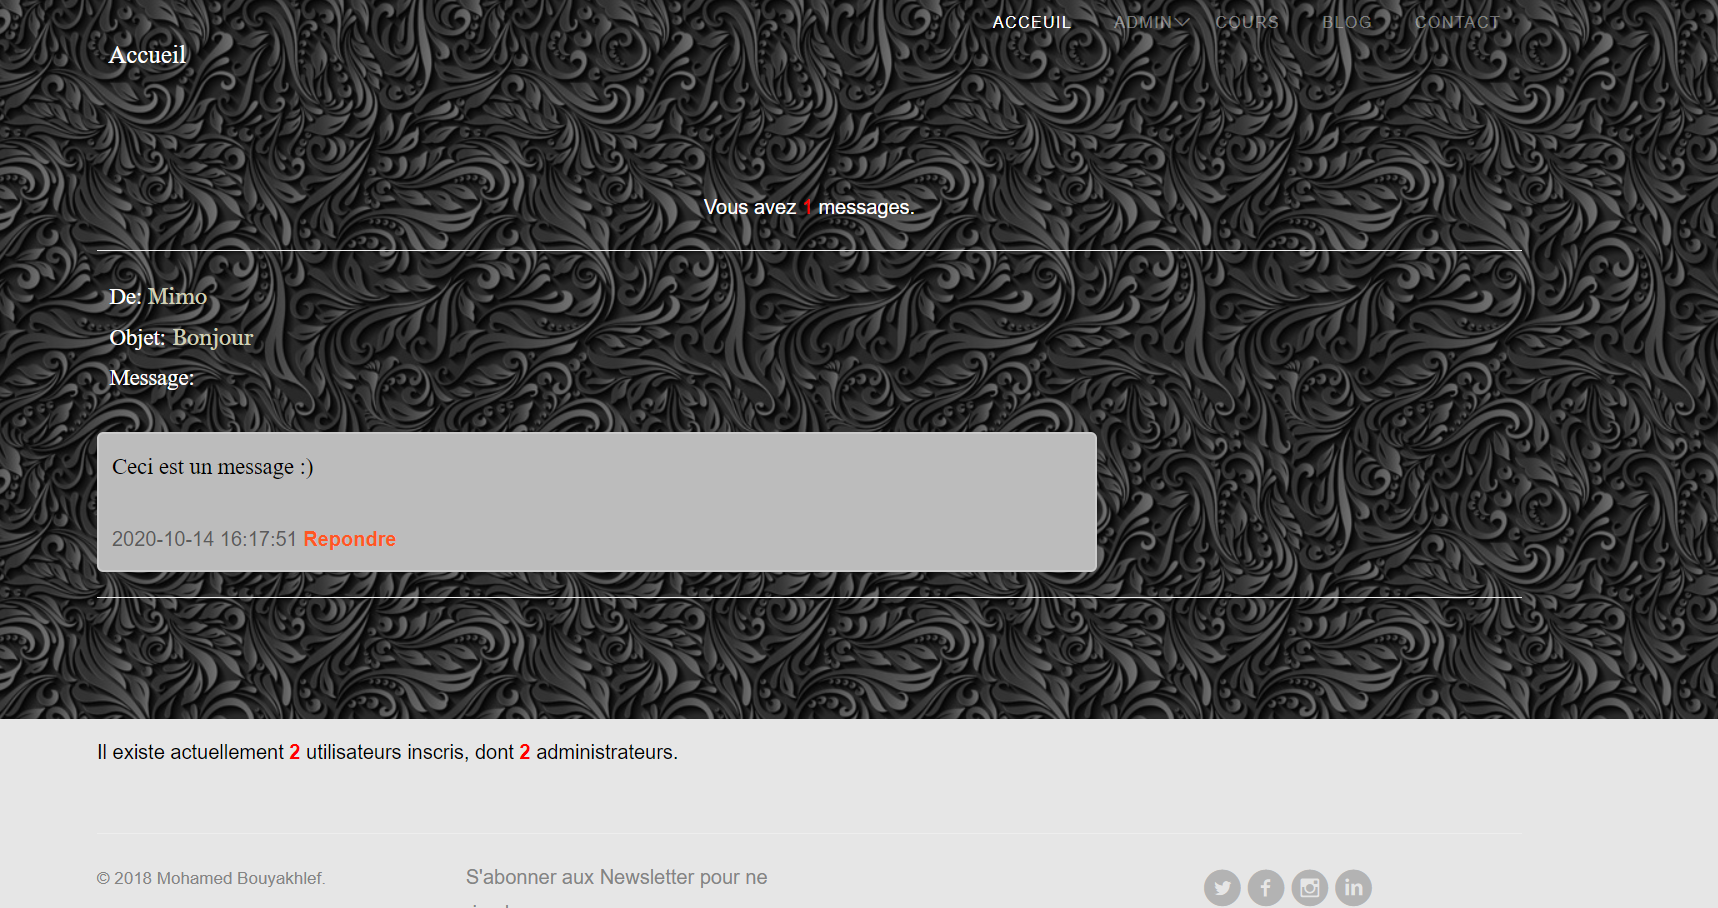 ACCEUIL ADMIN COURS BLOG CONTACT
Accueil
Vous avez 1 messages.
De: Mimo
Objet: Bonjour
Message:
Ceci est un message :)
2020-10-14 16:17:51 Repondre
Il existe actuellement 2 utilisateurs inscris, dont 2 administrateurs.
© 2018 Mohamed Bouyakhlef.
S'abonner aux Newsletter pour ne